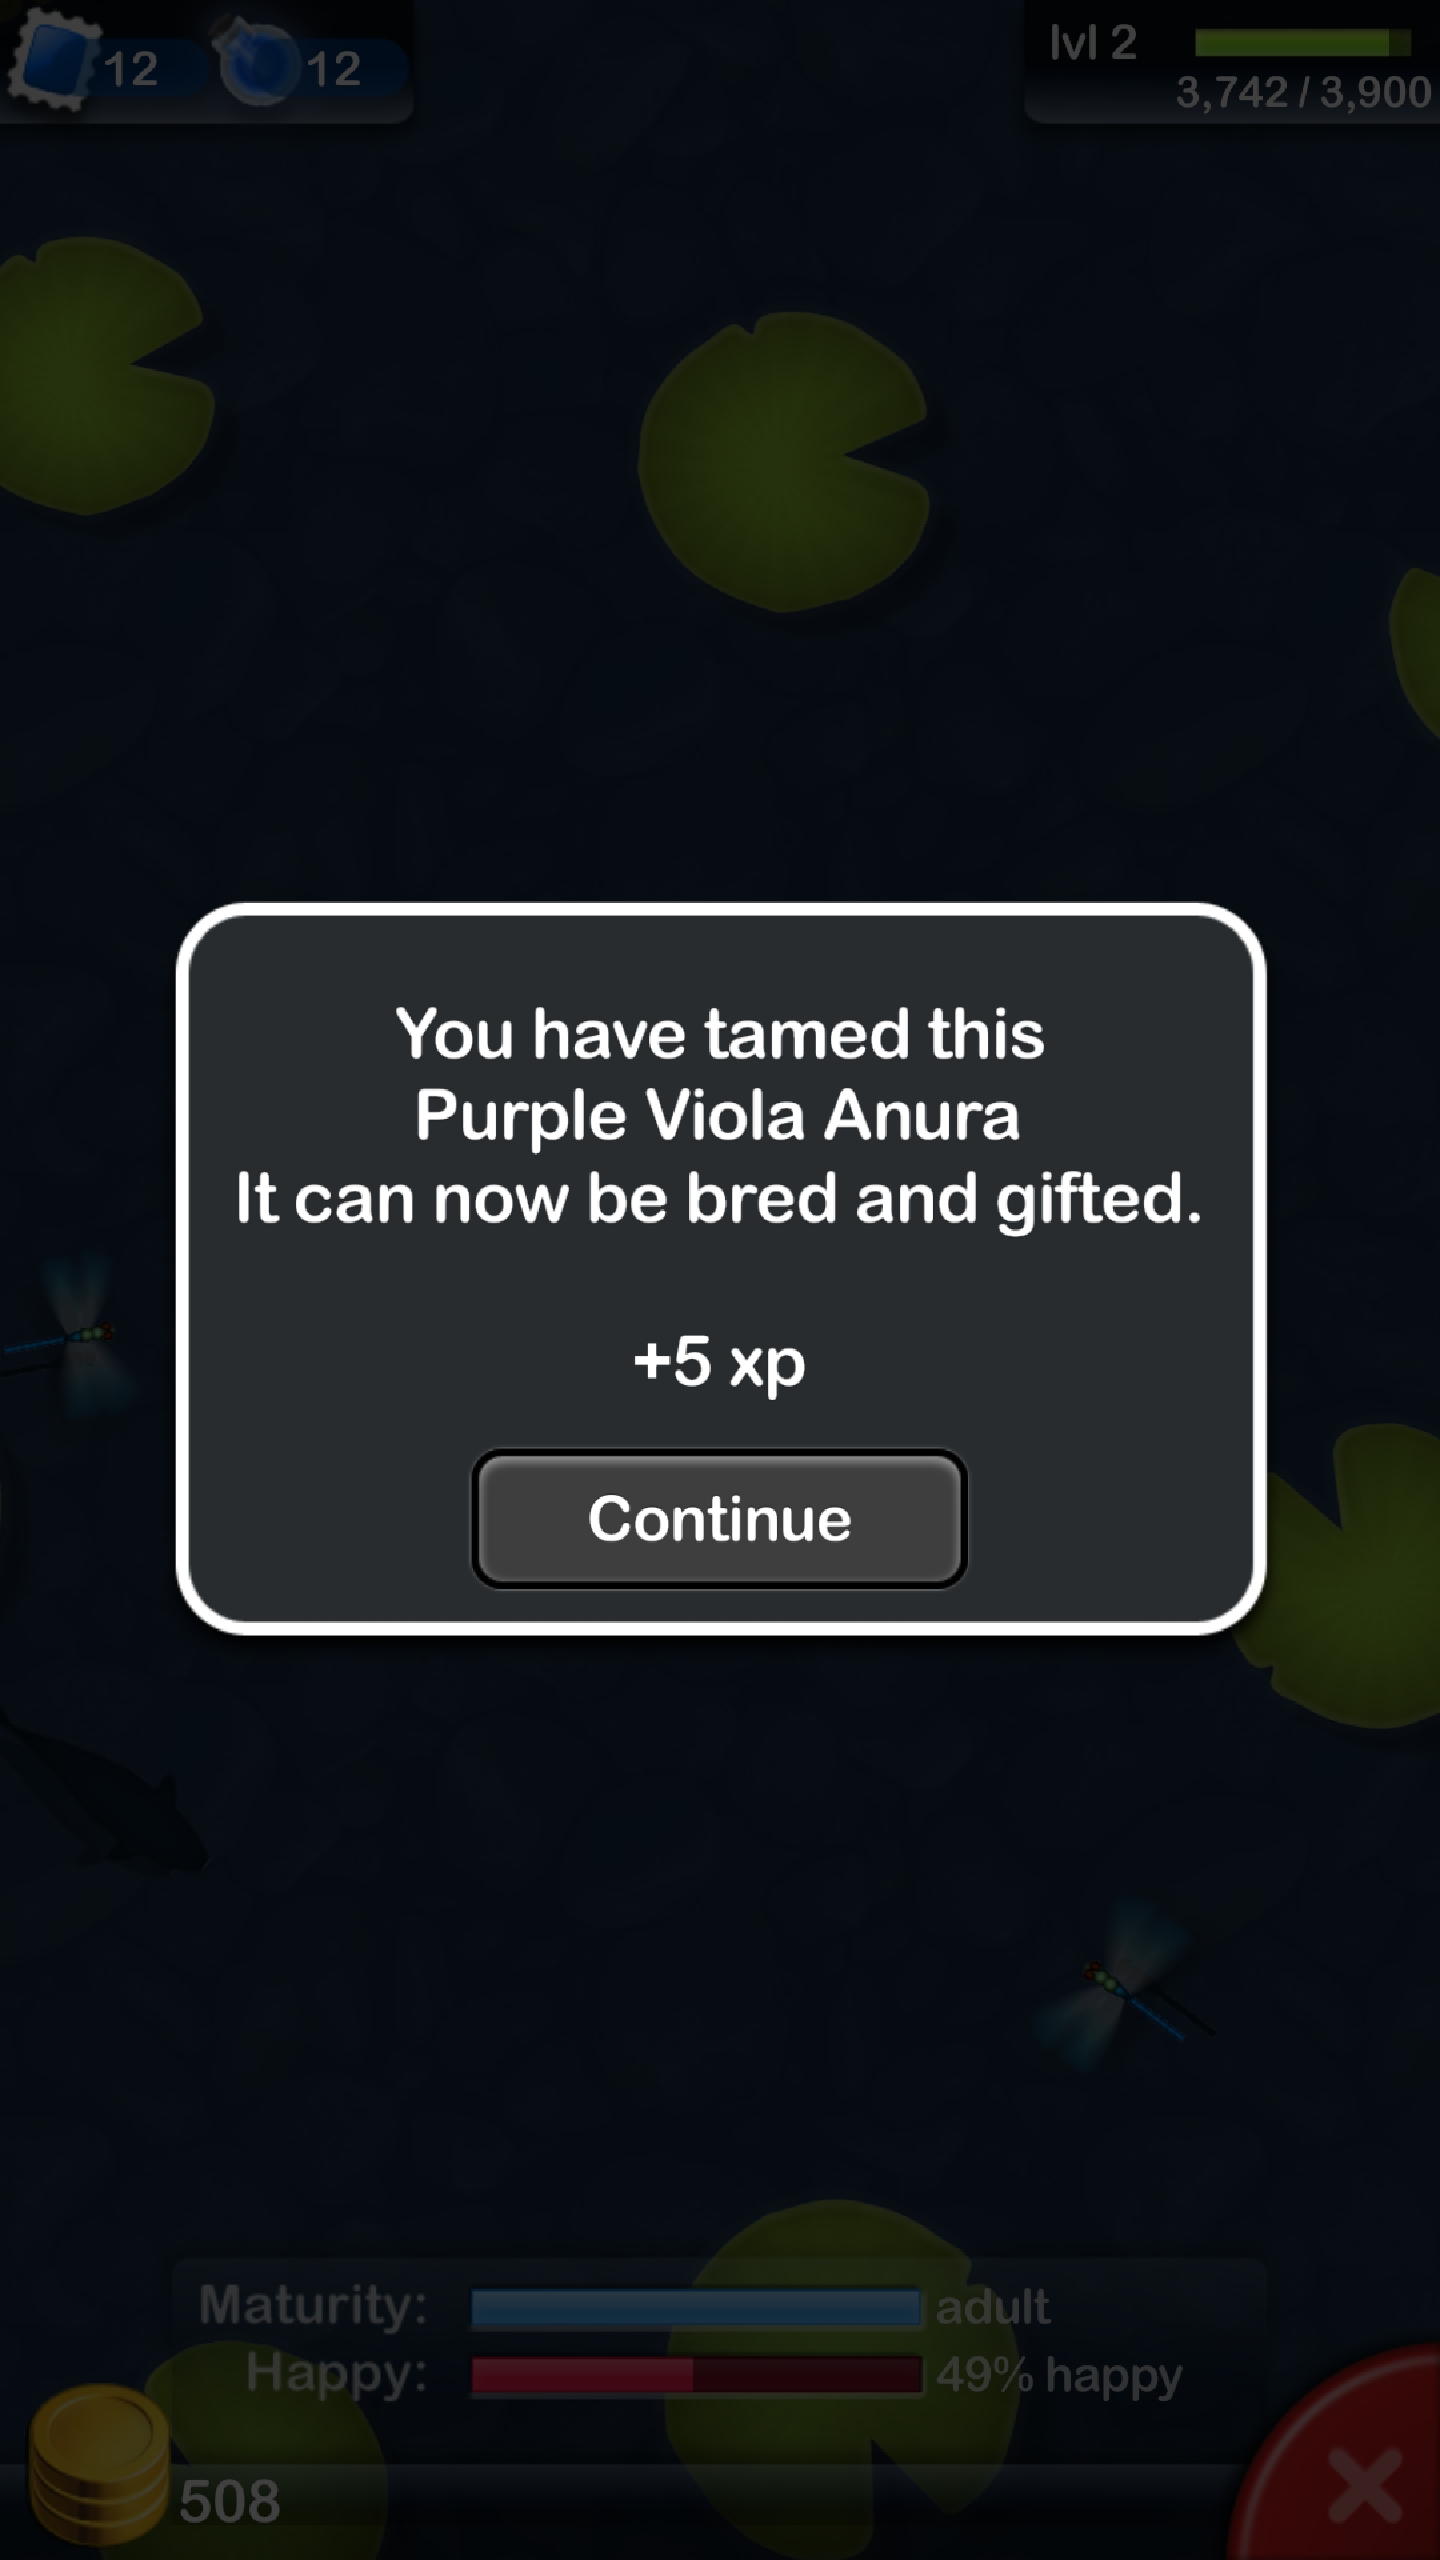 12
12
lvl 2
3,742 / 3,900
You have tamed this
Purple Viola Anura
It can now be bred and gifted.
+5 xp
Continue
Maturity: adult
Happy: 49% happy
508